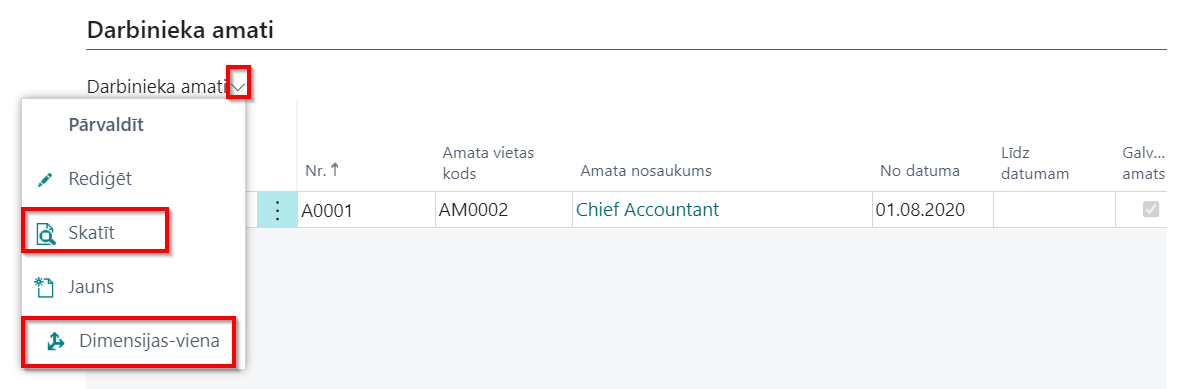 Darbinieka amati
Darbinieka amati
Pārvaldīt
Rediģēt
Skatīt
Jauns
Dimensijas-viena
Nr. ↑
Amata vietas
kods
Amata nosaukums
No datuma
Līdz
datumam
Galv...
amats
A0001
AM0002
Chief Accountant
01.08.2020